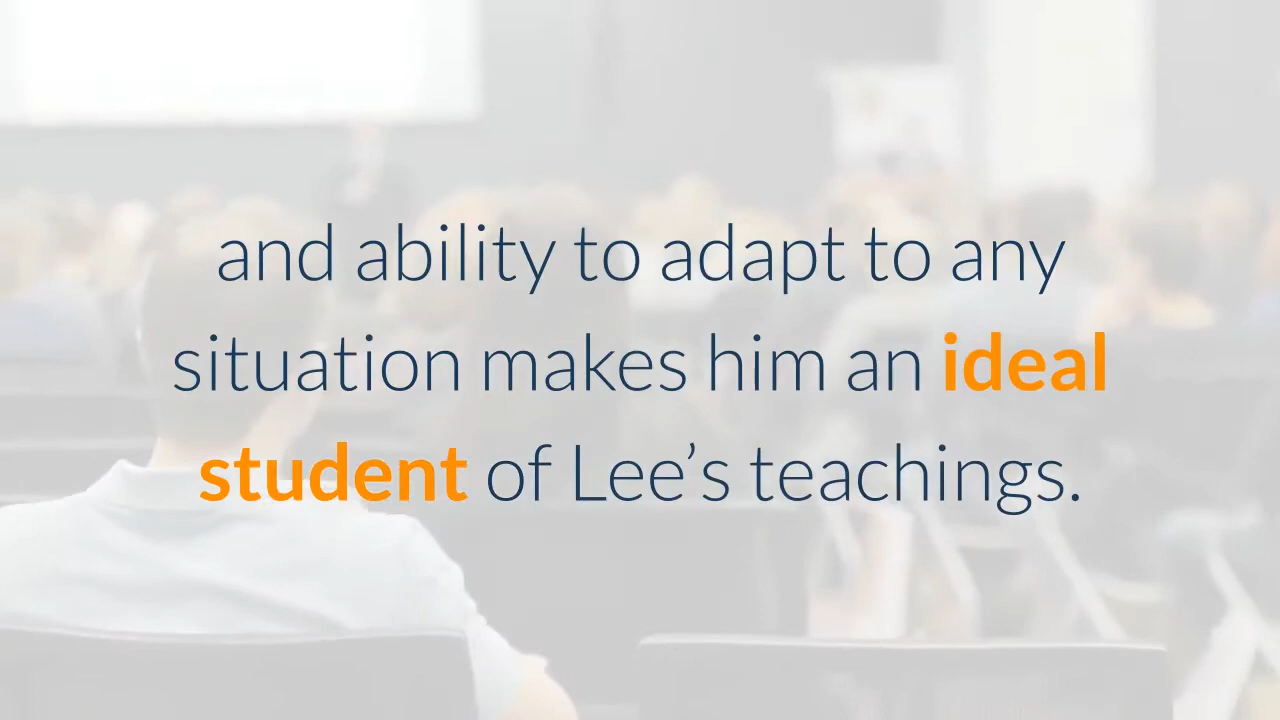 and ability to adapt to any
situation makes him an ideal
student of Lee’s teachings.